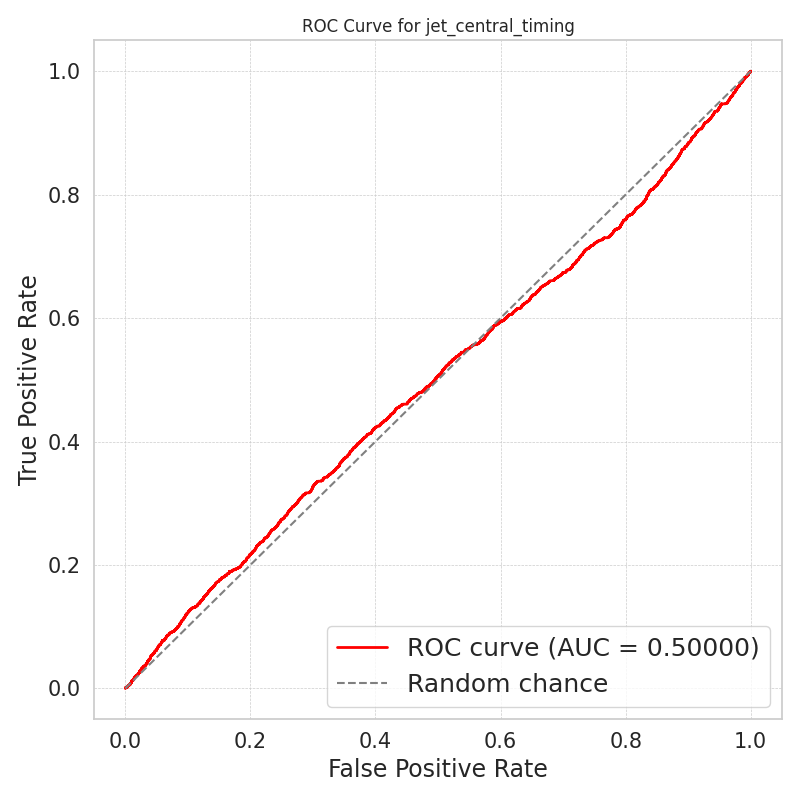 ROC Curve for jet_central_timing
1.0
0.8
0.6
0.4
0.2
0.0
True Positive Rate
ROC curve (AUC = 0.50000)
Random chance
0.0 0.2 0.4 0.6 0.8 1.0
False Positive Rate